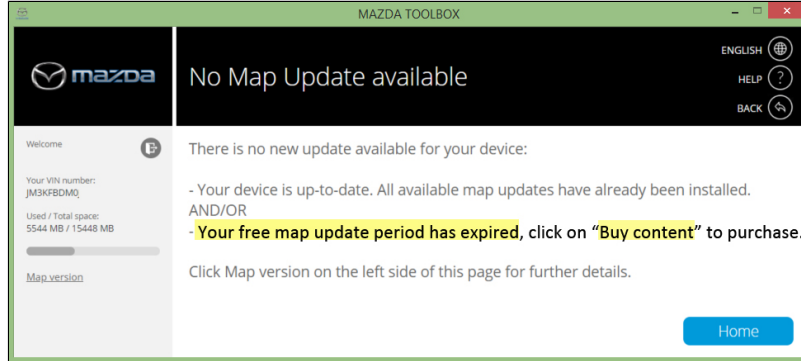 MAZDA TOOLBOX
mazda
No Map Update available
ENGLISH
HELP ?
BACK
Welcome
Your VIN number:
JM3KFBDM0
Used / Total space:
5544 MB / 15448 MB
Map version
There is no new update available for your device:
- Your device is up-to-date. All available map updates have already been installed.
AND/OR
- Your free map update period has expired, click on “Buy content” to purchase.
Click Map version on the left side of this page for further details.
Home